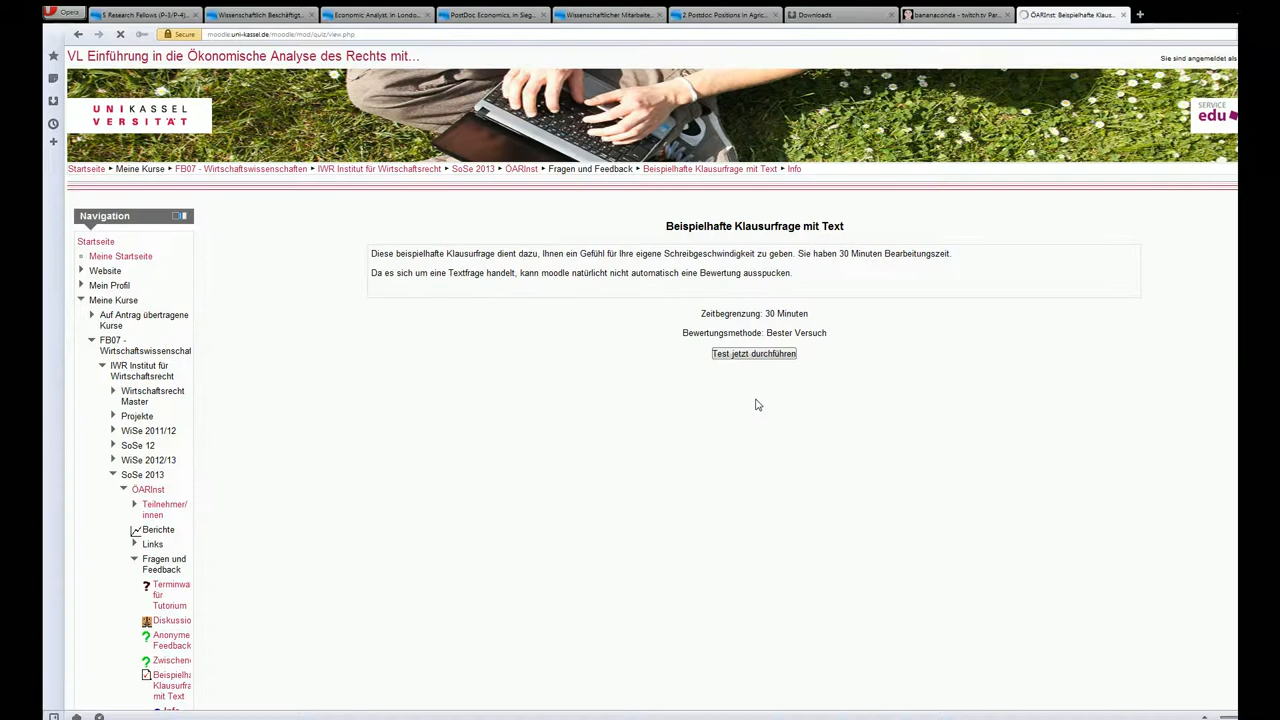 Opera
5 Research Fellows (P-3/P-4)...
Wissenschaftlich Beschäftigt...
Economic Analyst, in Londo...
PostDoc Economics, in Sieg...
Wissenschaftlicher Mitarbeite...
2 Postdoc Positions in Agric...
Downloads
bananaconda – twitch.tv Par...
ÖARInst: Beispielhafte Klaus...
Secure
moodle.uni-kassel.de/moodle/mod/quiz/view.php
VL Einführung in die Ökonomische Analyse des Rechts mit...
Sie sind angemeldet als
UNIKASSEL
VERSITÄT
SERVICE
edu
Startseite ► Meine Kurse ► FB07 - Wirtschaftswissenschaften ► IWR Institut für Wirtschaftsrecht ► SoSe 2013 ► ÖARInst ► Fragen und Feedback ► Beispielhafte Klausurfrage mit Text ► Info
Navigation
Startseite
Meine Startseite
Website
Mein Profil
Meine Kurse
Auf Antrag übertragene
Kurse
FB07 -
Wirtschaftswissenschaf
IWR Institut für
Wirtschaftsrecht
Wirtschaftsrecht
Master
Projekte
WiSe 2011/12
SoSe 12
WiSe 2012/13
SoSe 2013
ÖARInst
Teilnehmer/
innen
Berichte
Links
Fragen und
Feedback
Terminwa
für
Tutorium
Diskussio
Anonyme
Feedback
Zwischen
Beispielha
Klausurfra
mit Text
Info
Beispielhafte Klausurfrage mit Text
Diese beispielhafte Klausurfrage dient dazu, Ihnen ein Gefühl für Ihre eigene Schreibgeschwindigkeit zu geben. Sie haben 30 Minuten Bearbeitungszeit.
Da es sich um eine Textfrage handelt, kann moodle natürlicht nicht automatisch eine Bewertung ausspucken.
Zeitbegrenzung: 30 Minuten
Bewertungsmethode: Bester Versuch
Test jetzt durchführen